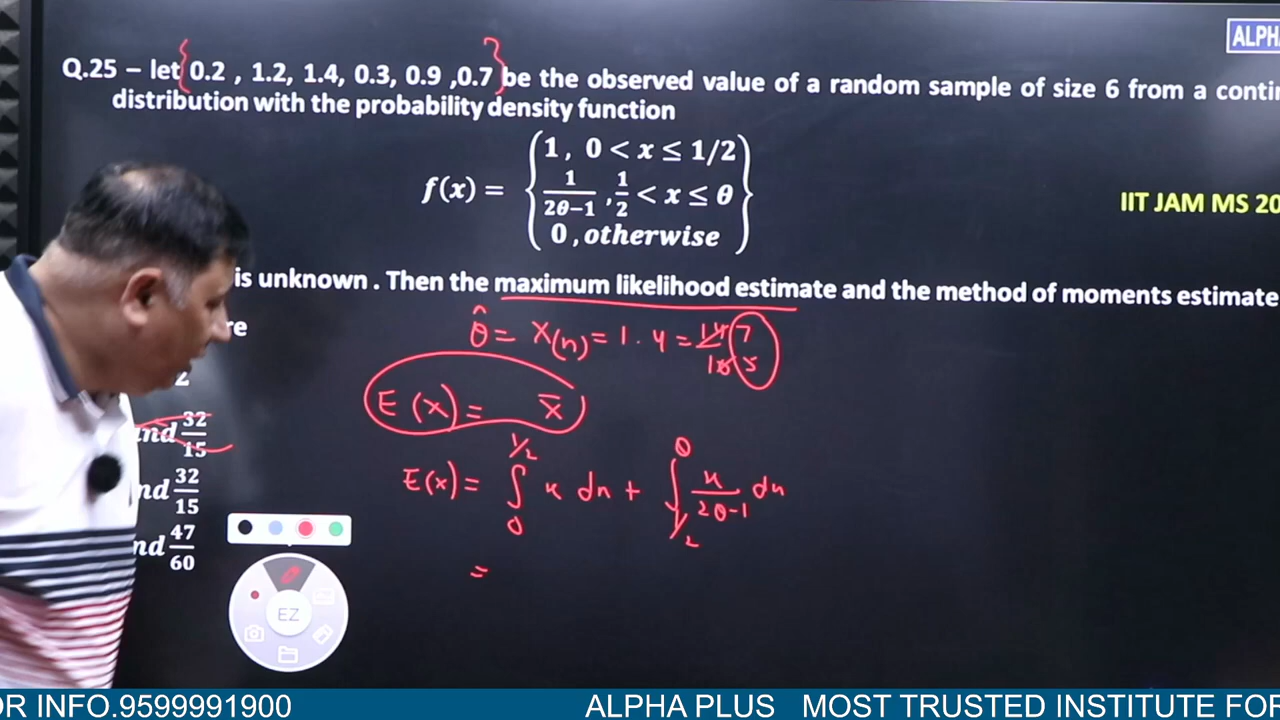 ALPH
Q.25 – let {0.2 , 1.2, 1.4, 0.3, 0.9 ,0.7} be the observed value of a random sample of size 6 from a contin
distribution with the probability density function
f(x) = { 1, 0 < x ≤ 1/2
1/(2θ−1) , 1/2 < x ≤ θ
0 , otherwise }
IIT JAM MS 20
is unknown . Then the maximum likelihood estimate and the method of moments estimate
re
θ̂ = X(n) = 1.4 = 14/10 7/5
2
E(x) = x̄
and 32/15
E(x) = ∫₀^{1/2} x dx + ∫_{1/2}^θ x/(2θ-1) dx
nd 32/15
nd 47/60
=
EZ
OR INFO.9599991900 ALPHA PLUS MOST TRUSTED INSTITUTE FOR